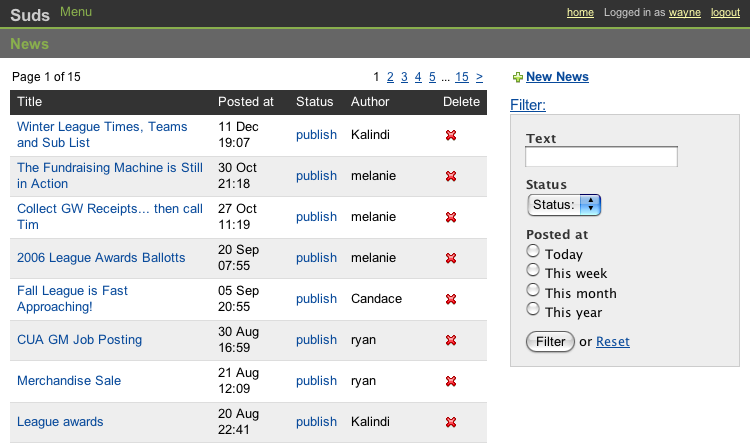 Suds Menu home Logged in as wayne logout
News
Page 1 of 15 1 2 3 4 5 ... 15 >
Title Posted at Status Author Delete
Winter League Times, Teams and Sub List 11 Dec 19:07 publish Kalindi
The Fundraising Machine is Still in Action 30 Oct 21:18 publish melanie
Collect GW Receipts... then call Tim 27 Oct 11:19 publish melanie
2006 League Awards Ballotts 20 Sep 07:55 publish melanie
Fall League is Fast Approaching! 05 Sep 20:55 publish Candace
CUA GM Job Posting 30 Aug 16:59 publish ryan
Merchandise Sale 21 Aug 12:09 publish ryan
League awards 20 Aug 22:41 publish Kalindi
New News
Filter:
Text
Status
Status:
Posted at
Today
This week
This month
This year
Filter or Reset